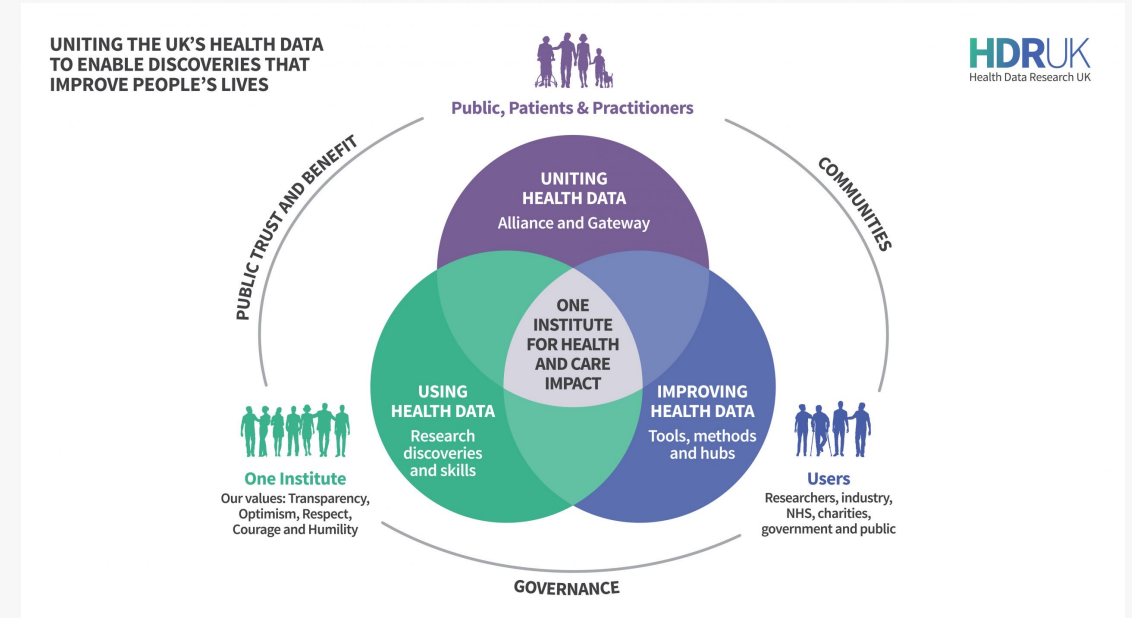 UNITING THE UK'S HEALTH DATA
TO ENABLE DISCOVERIES THAT
IMPROVE PEOPLE'S LIVES
HDRUK
Health Data Research UK
Public, Patients & Practitioners
PUBLIC TRUST AND BENEFIT
COMMUNITIES
UNITING
HEALTH DATA
Alliance and Gateway
ONE
INSTITUTE
FOR HEALTH
AND CARE
IMPACT
USING
HEALTH DATA
Research
discoveries
and skills
IMPROVING
HEALTH DATA
Tools, methods
and hubs
One Institute
Our values: Transparency,
Optimism, Respect,
Courage and Humility
Users
Researchers, industry,
NHS, charities,
government and public
GOVERNANCE